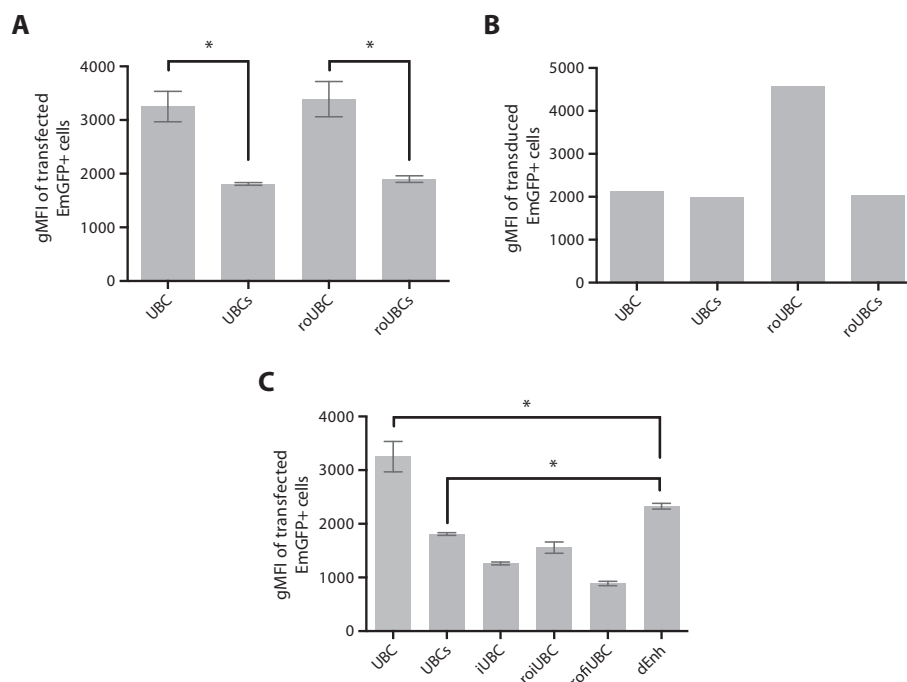 A
B
*
*
gMFI of transfected
EmGFP+ cells
4000
3000
2000
1000
0
UBC
UBCs
roUBC
roUBCs
gMFI of transduced
EmGFP+ cells
5000
4000
3000
2000
1000
0
UBC
UBCs
roUBC
roUBCs
C
*
*
gMFI of transfected
EmGFP+ cells
4000
3000
2000
1000
0
UBC
UBCs
iUBC
roiUBC
rofiUBC
dEnh